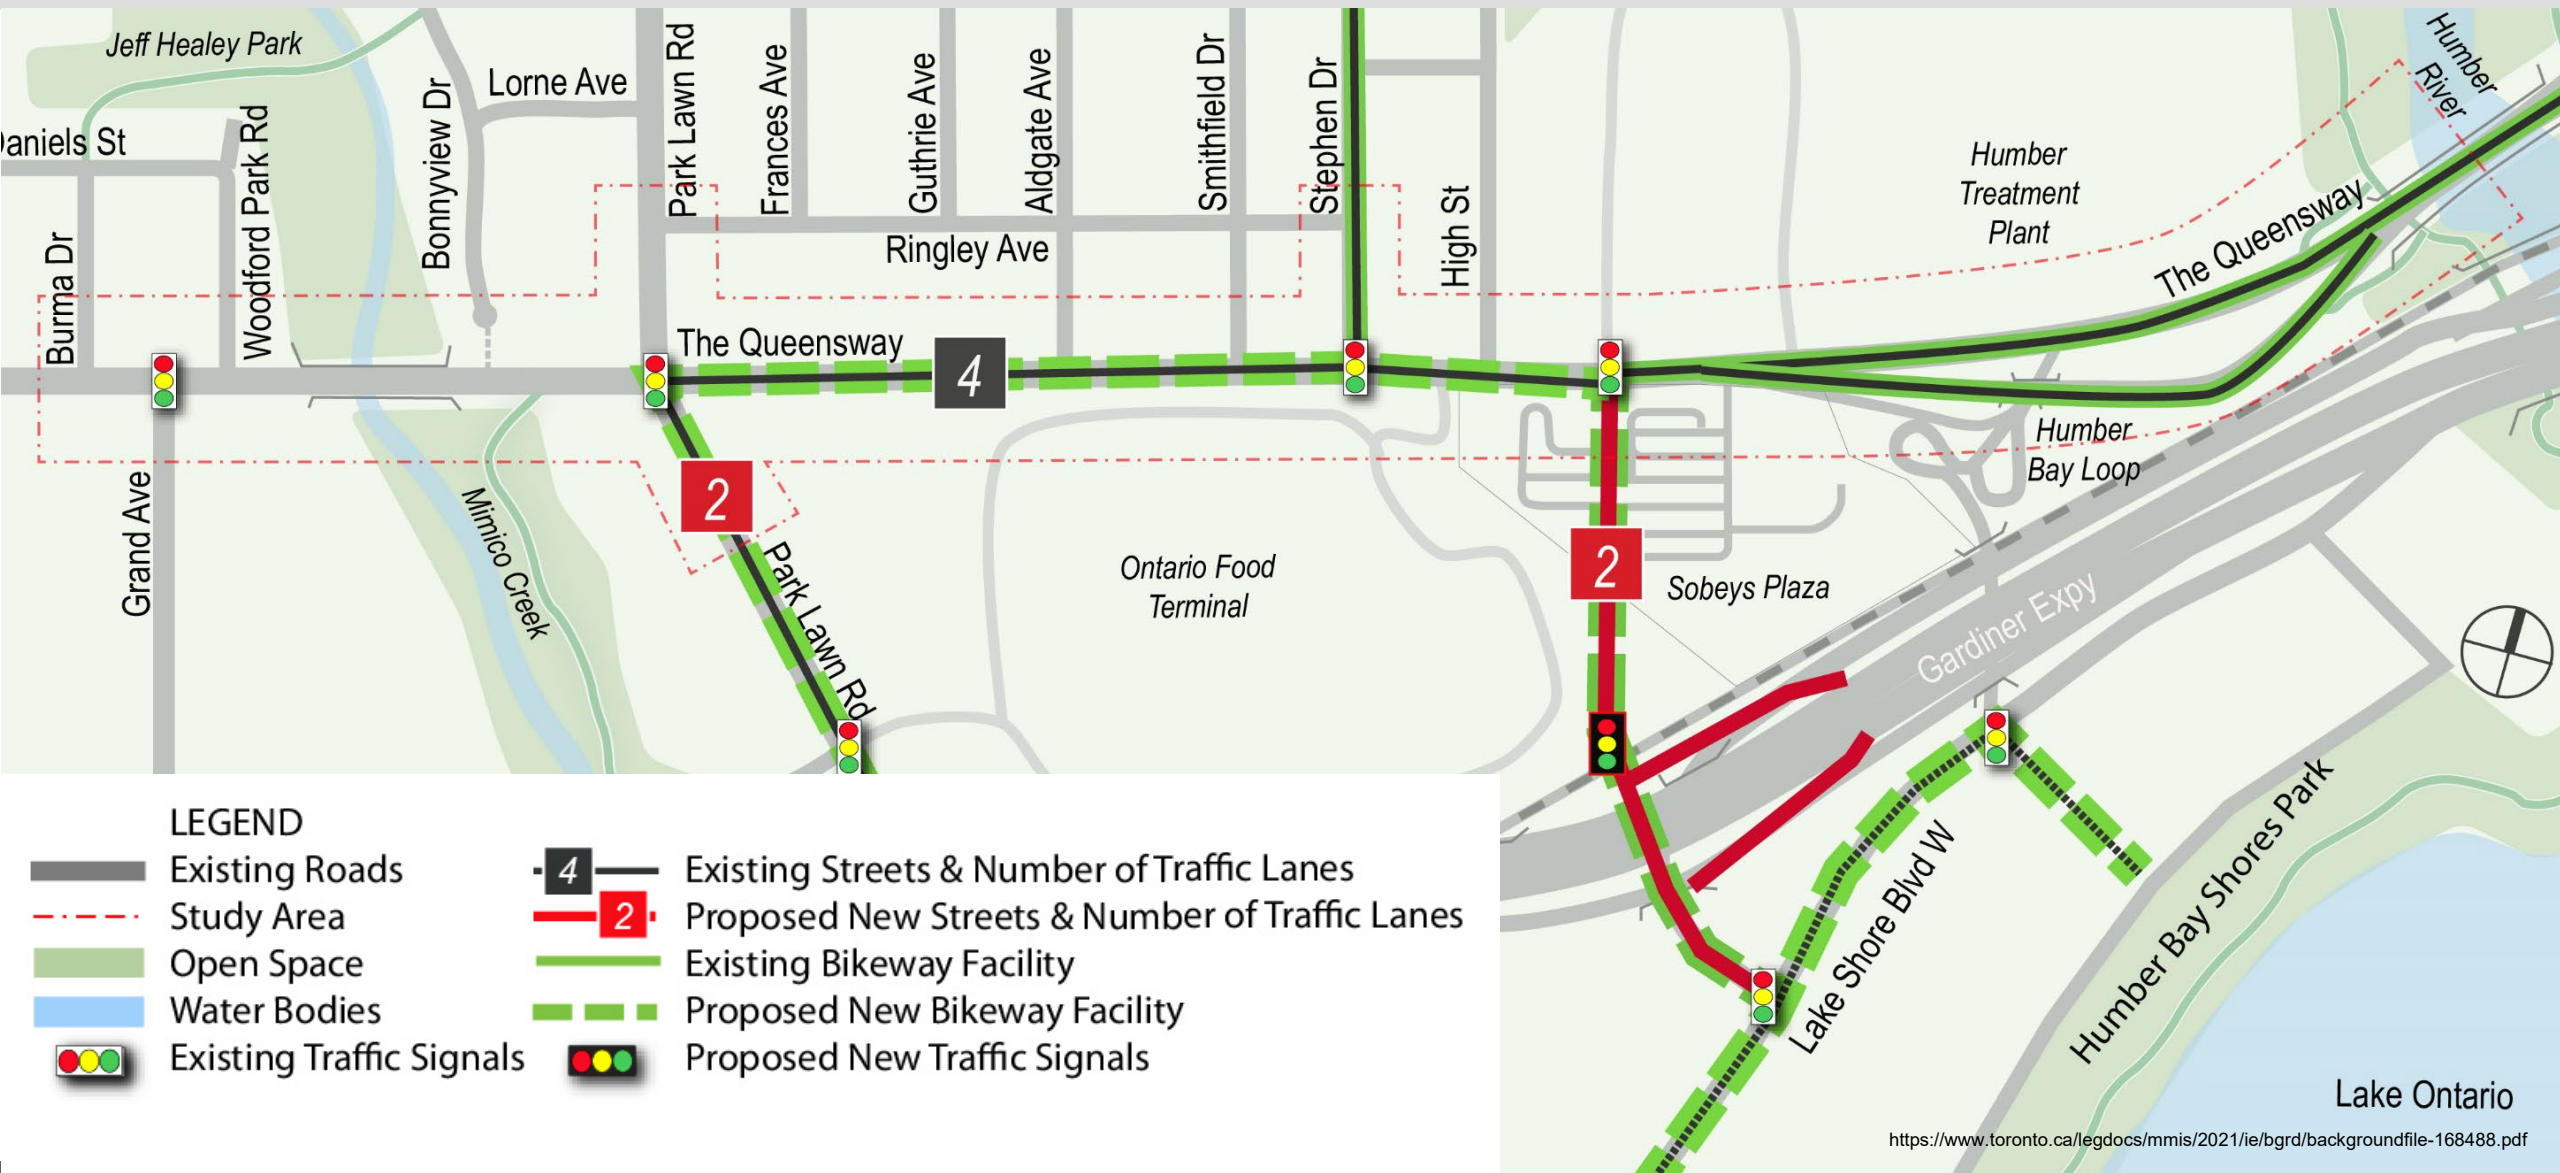 Jeff Healey Park
aniels St
Burma Dr
Woodford Park Rd
Bonnyview Dr
Lorne Ave
Park Lawn Rd
Frances Ave
Guthrie Ave
Aldgate Ave
Smithfield Dr
Stephen Dr
High St
Ringley Ave
Humber
River
Humber
Treatment
Plant
The Queensway
The Queensway
4
Humber
Bay Loop
2
2
Grand Ave
Mimico Creek
Park Lawn Rd
Ontario Food
Terminal
Sobeys Plaza
Gardiner Expy
Lake Shore Blvd W
Humber Bay Shores Park
Lake Ontario
LEGEND
Existing Roads
Study Area
Open Space
Water Bodies
Existing Traffic Signals
4 Existing Streets & Number of Traffic Lanes
2 Proposed New Streets & Number of Traffic Lanes
Existing Bikeway Facility
Proposed New Bikeway Facility
Proposed New Traffic Signals
https://www.toronto.ca/legdocs/mmis/2021/ie/bgrd/backgroundfile-168488.pdf